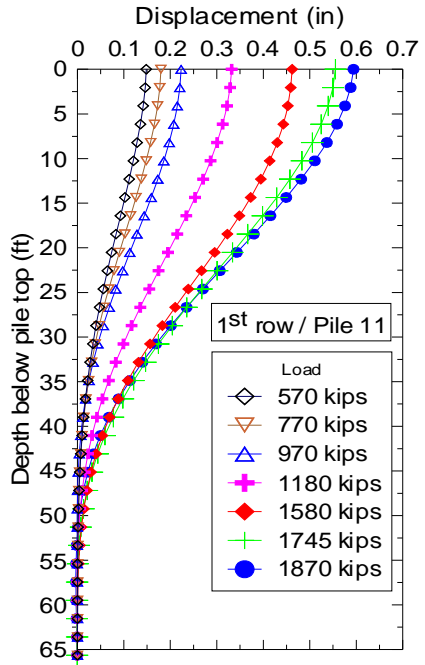 Displacement (in)
0 0.1 0.2 0.3 0.4 0.5 0.6 0.7
Depth below pile top (ft)
0
5
10
15
20
25
30
35
40
45
50
55
60
65
1st row / Pile 11
Load
570 kips
770 kips
970 kips
1180 kips
1580 kips
1745 kips
1870 kips